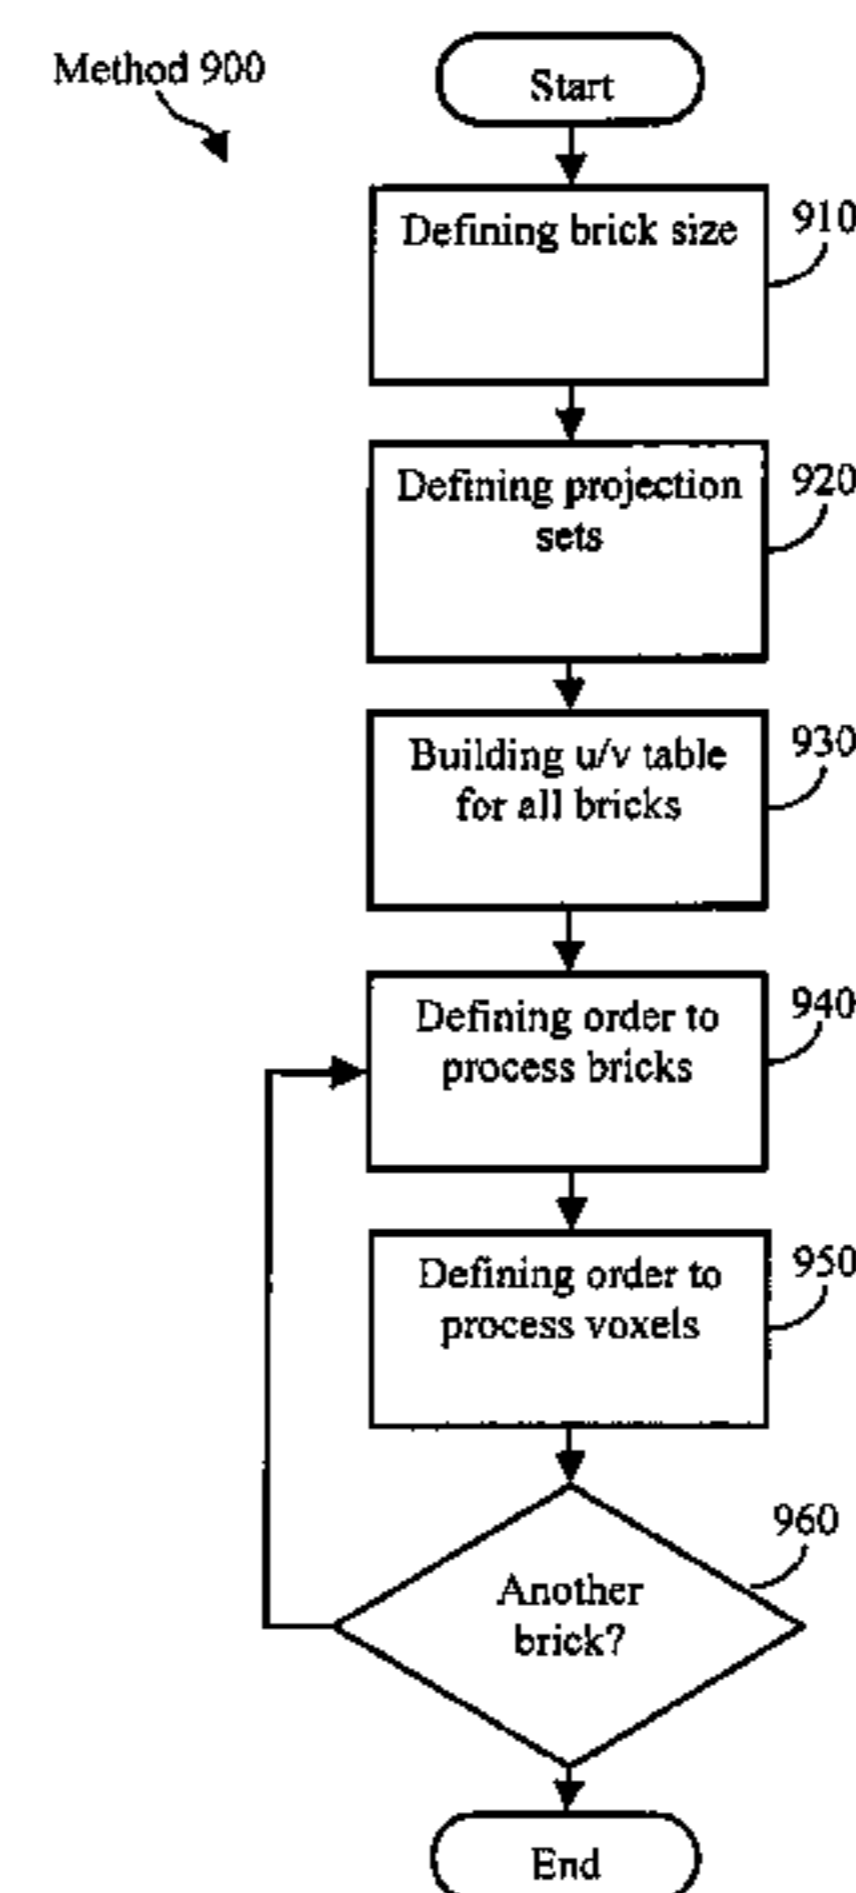 Method 900
Start
Defining brick size
910
Defining projection
sets
920
Building u/v table
for all bricks
930
Defining order to
process bricks
940
Defining order to
process voxels
950
Another
brick?
960
End